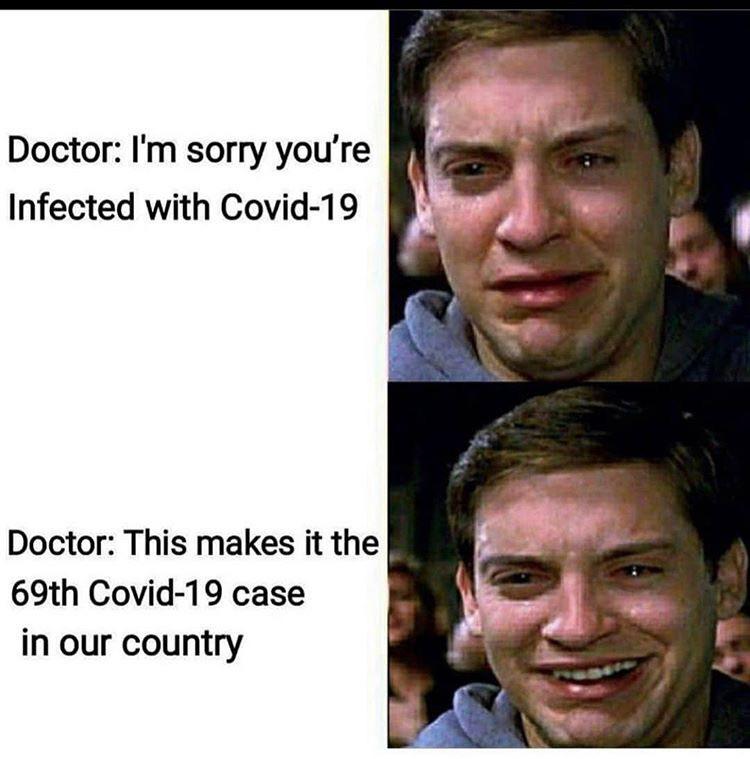 Doctor: I'm sorry you're
Infected with Covid-19
Doctor: This makes it the
69th Covid-19 case
in our country